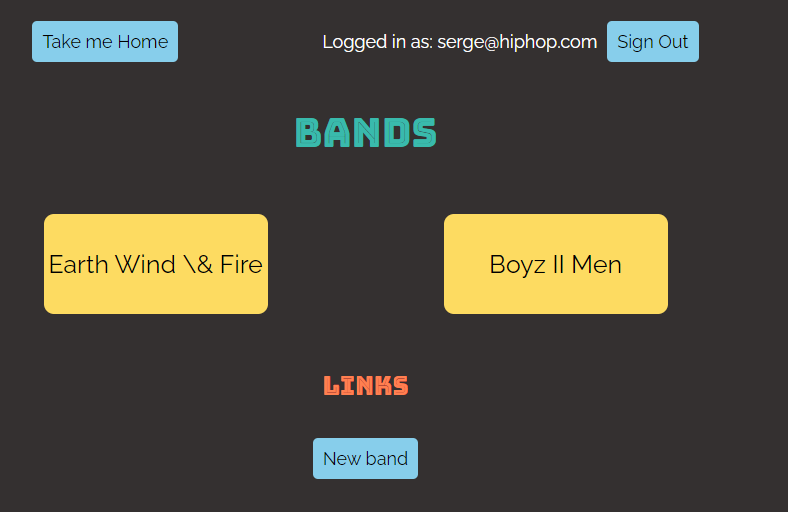 Take me Home
Logged in as: serge@hiphop.com
Sign Out
BANDS
Earth Wind \& Fire
Boyz II Men
LINKS
New band